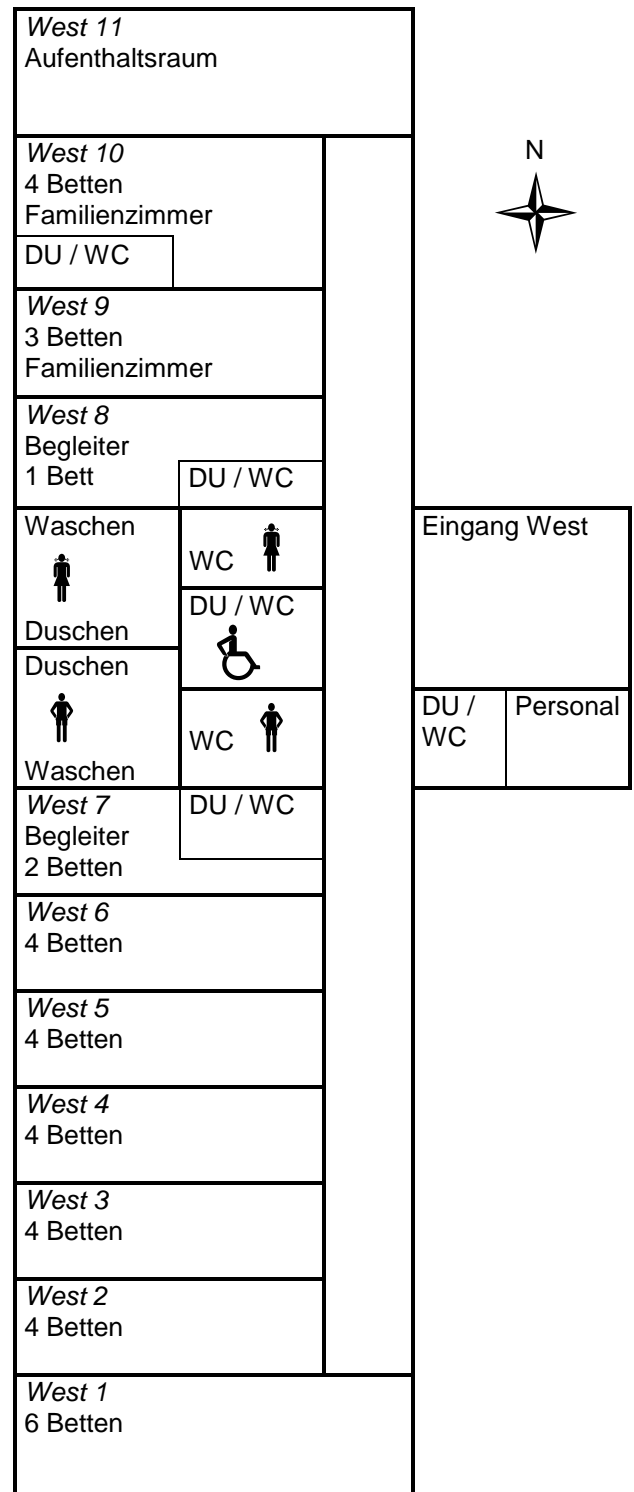 West 11
Aufenthaltsraum
N
West 10
4 Betten
Familienzimmer
DU / WC
West 9
3 Betten
Familienzimmer
West 8
Begleiter
1 Bett
DU / WC
Waschen
Duschen
WC
DU / WC
Eingang West
Duschen
Waschen
WC
DU /
WC
Personal
West 7
Begleiter
2 Betten
DU / WC
West 6
4 Betten
West 5
4 Betten
West 4
4 Betten
West 3
4 Betten
West 2
4 Betten
West 1
6 Betten